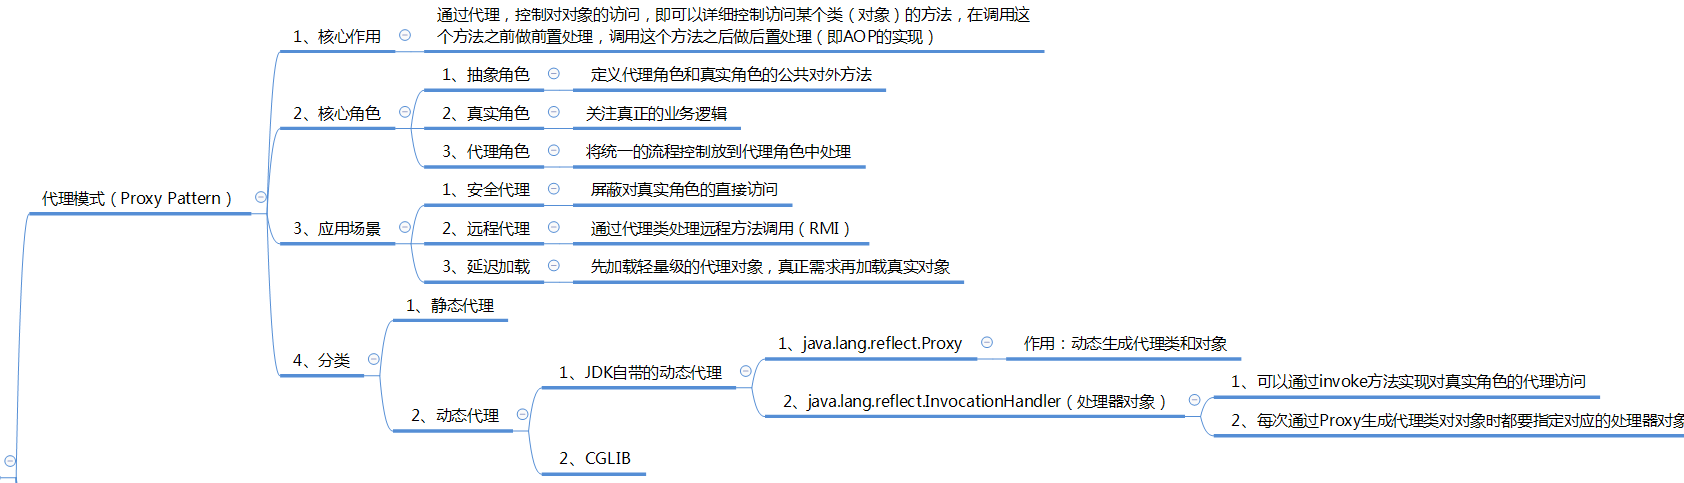 代理模式（Proxy Pattern）
1、核心作用
通过代理，控制对对象的访问，即可以详细控制访问某个类（对象）的方法，在调用这
个方法之前做前置处理，调用这个方法之后做后置处理（即AOP的实现）
2、核心角色
1、抽象角色
定义代理角色和真实角色的公共对外方法
2、真实角色
关注真正的业务逻辑
3、代理角色
将统一的流程控制放到代理角色中处理
3、应用场景
1、安全代理
屏蔽对真实角色的直接访问
2、远程代理
通过代理类处理远程方法调用（RMI）
3、延迟加载
先加载轻量级的代理对象，真正需求再加载真实对象
4、分类
1、静态代理
2、动态代理
1、JDK自带的动态代理
1、java.lang.reflect.Proxy
作用：动态生成代理类和对象
2、java.lang.reflect.InvocationHandler（处理器对象）
1、可以通过invoke方法实现对真实角色的代理访问
2、每次通过Proxy生成代理类对对象时都要指定对应的处理器对象
2、CGLIB